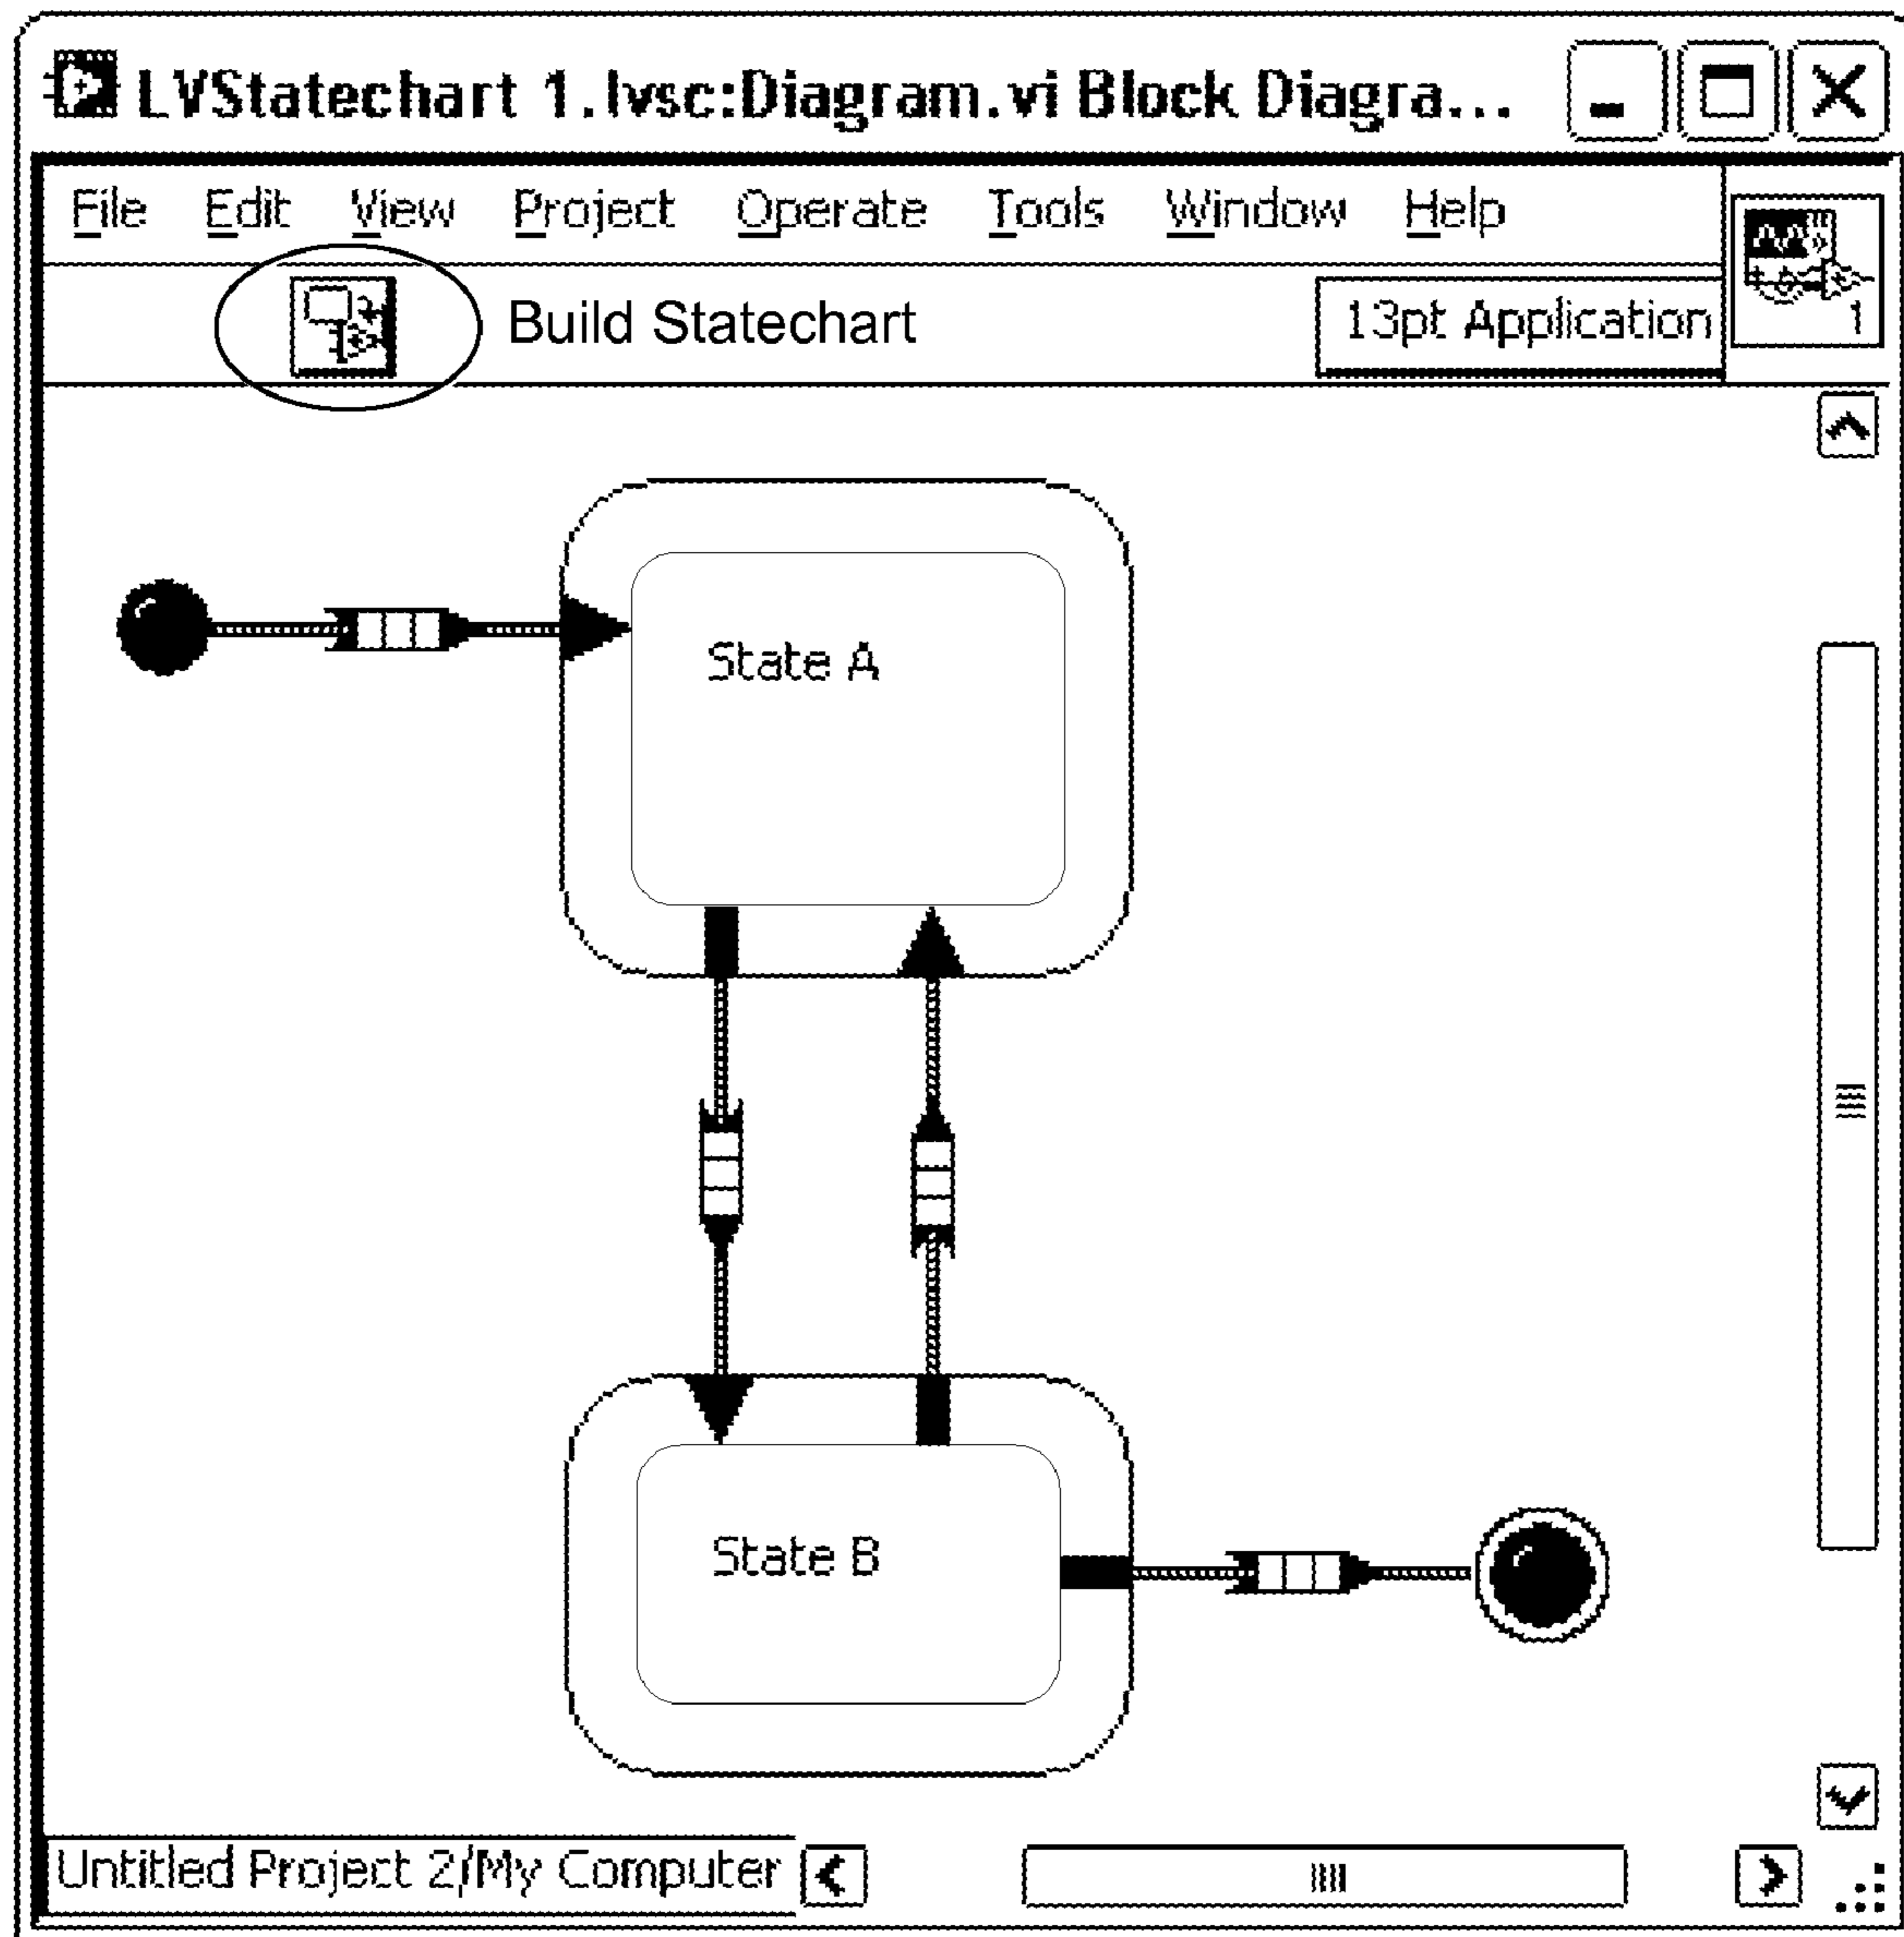 LVStatechart 1.lvsc:Diagram.vi Block Diagra...
File Edit View Project Operate Tools Window Help
Build Statechart
13pt Application
1
State A
State B
Untitled Project 2/My Computer